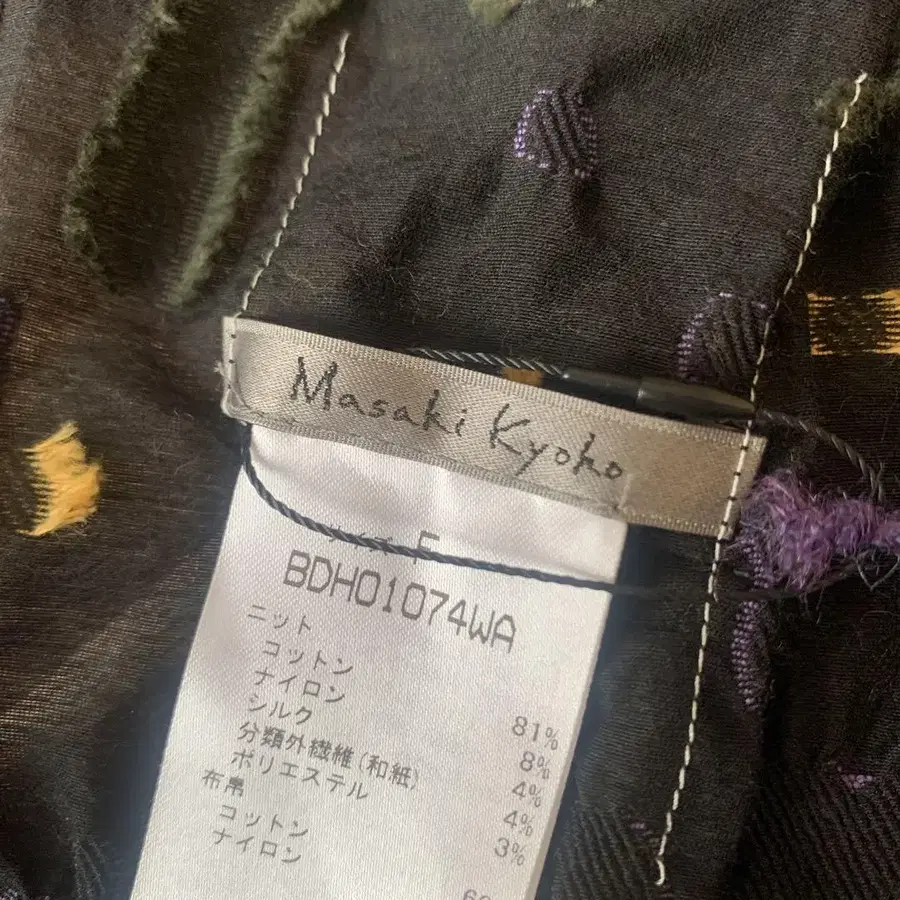 Masaki Kyoko
F
BDH01074WA
ニット
コットン 81%
ナイロン 8%
シルク 4%
分類外繊維(和紙) 4%
ポリエステル 3%
布帛
コットン
ナイロン